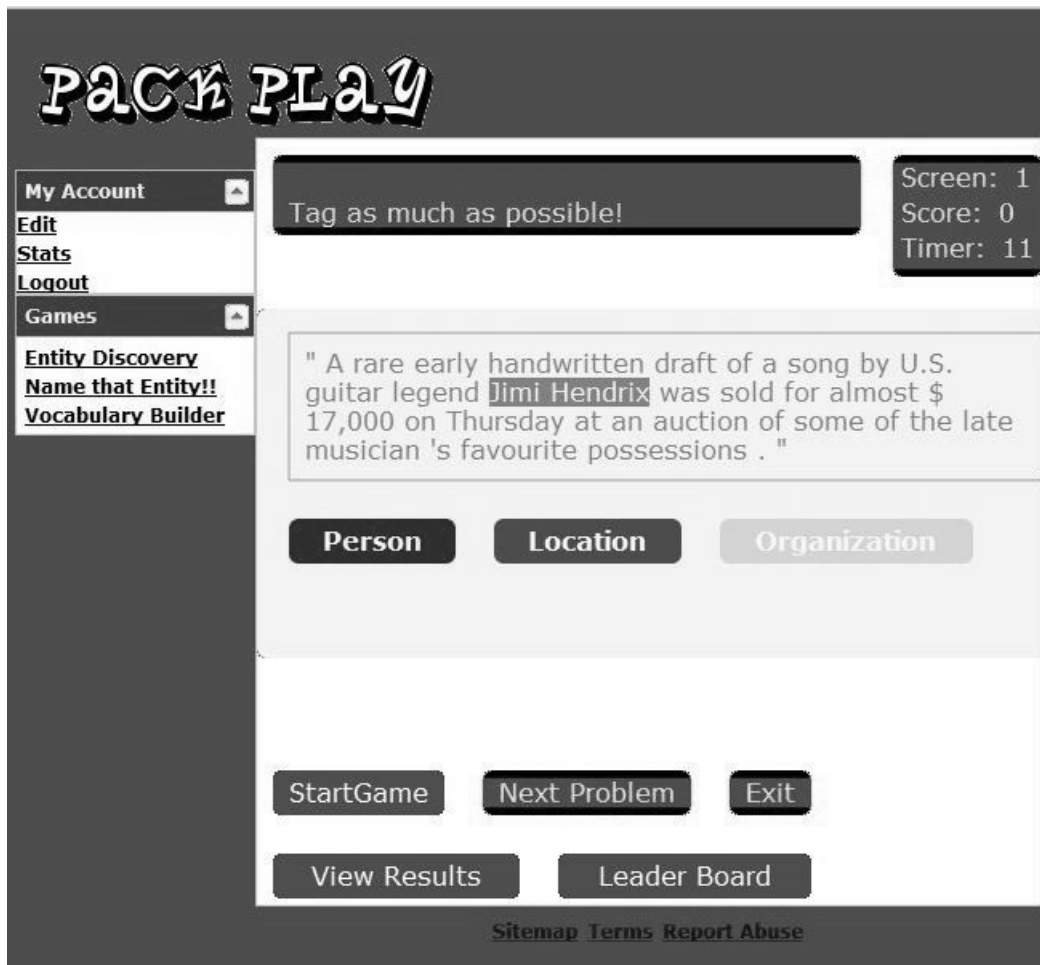 Pack Play
My Account
Edit
Stats
Logout
Games
Entity Discovery
Name that Entity!!
Vocabulary Builder
Tag as much as possible!
Screen: 1
Score: 0
Timer: 11
" A rare early handwritten draft of a song by U.S.
guitar legend Jimi Hendrix was sold for almost $
17,000 on Thursday at an auction of some of the late
musician 's favourite possessions . "
Person Location Organization
StartGame Next Problem Exit
View Results Leader Board
Sitemap Terms Report Abuse